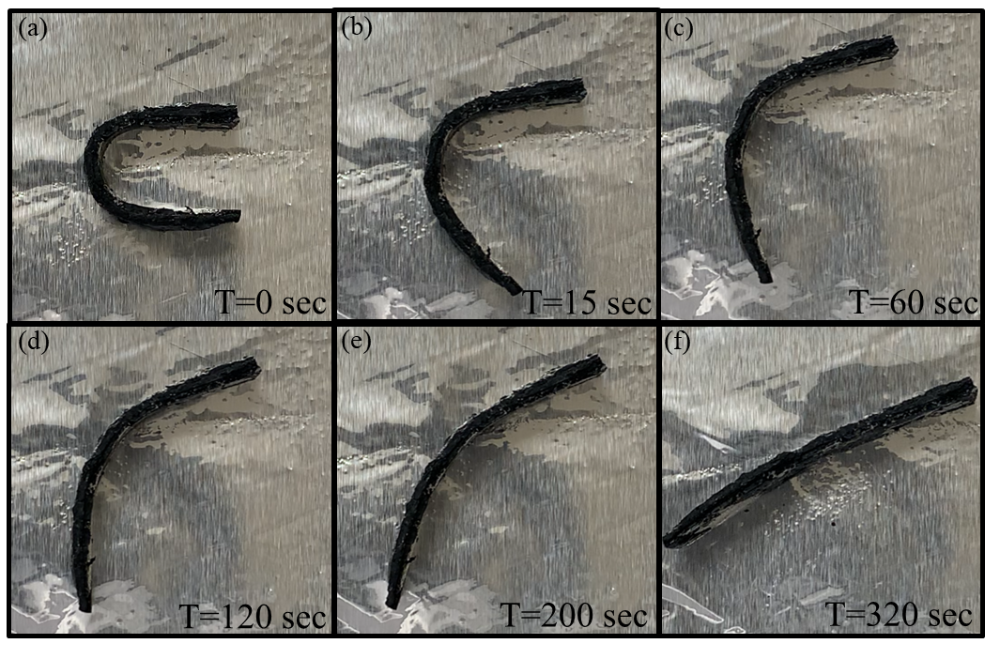 (a)
T=0 sec
(b)
T=15 sec
(c)
T=60 sec
(d)
T=120 sec
(e)
T=200 sec
(f)
T=320 sec